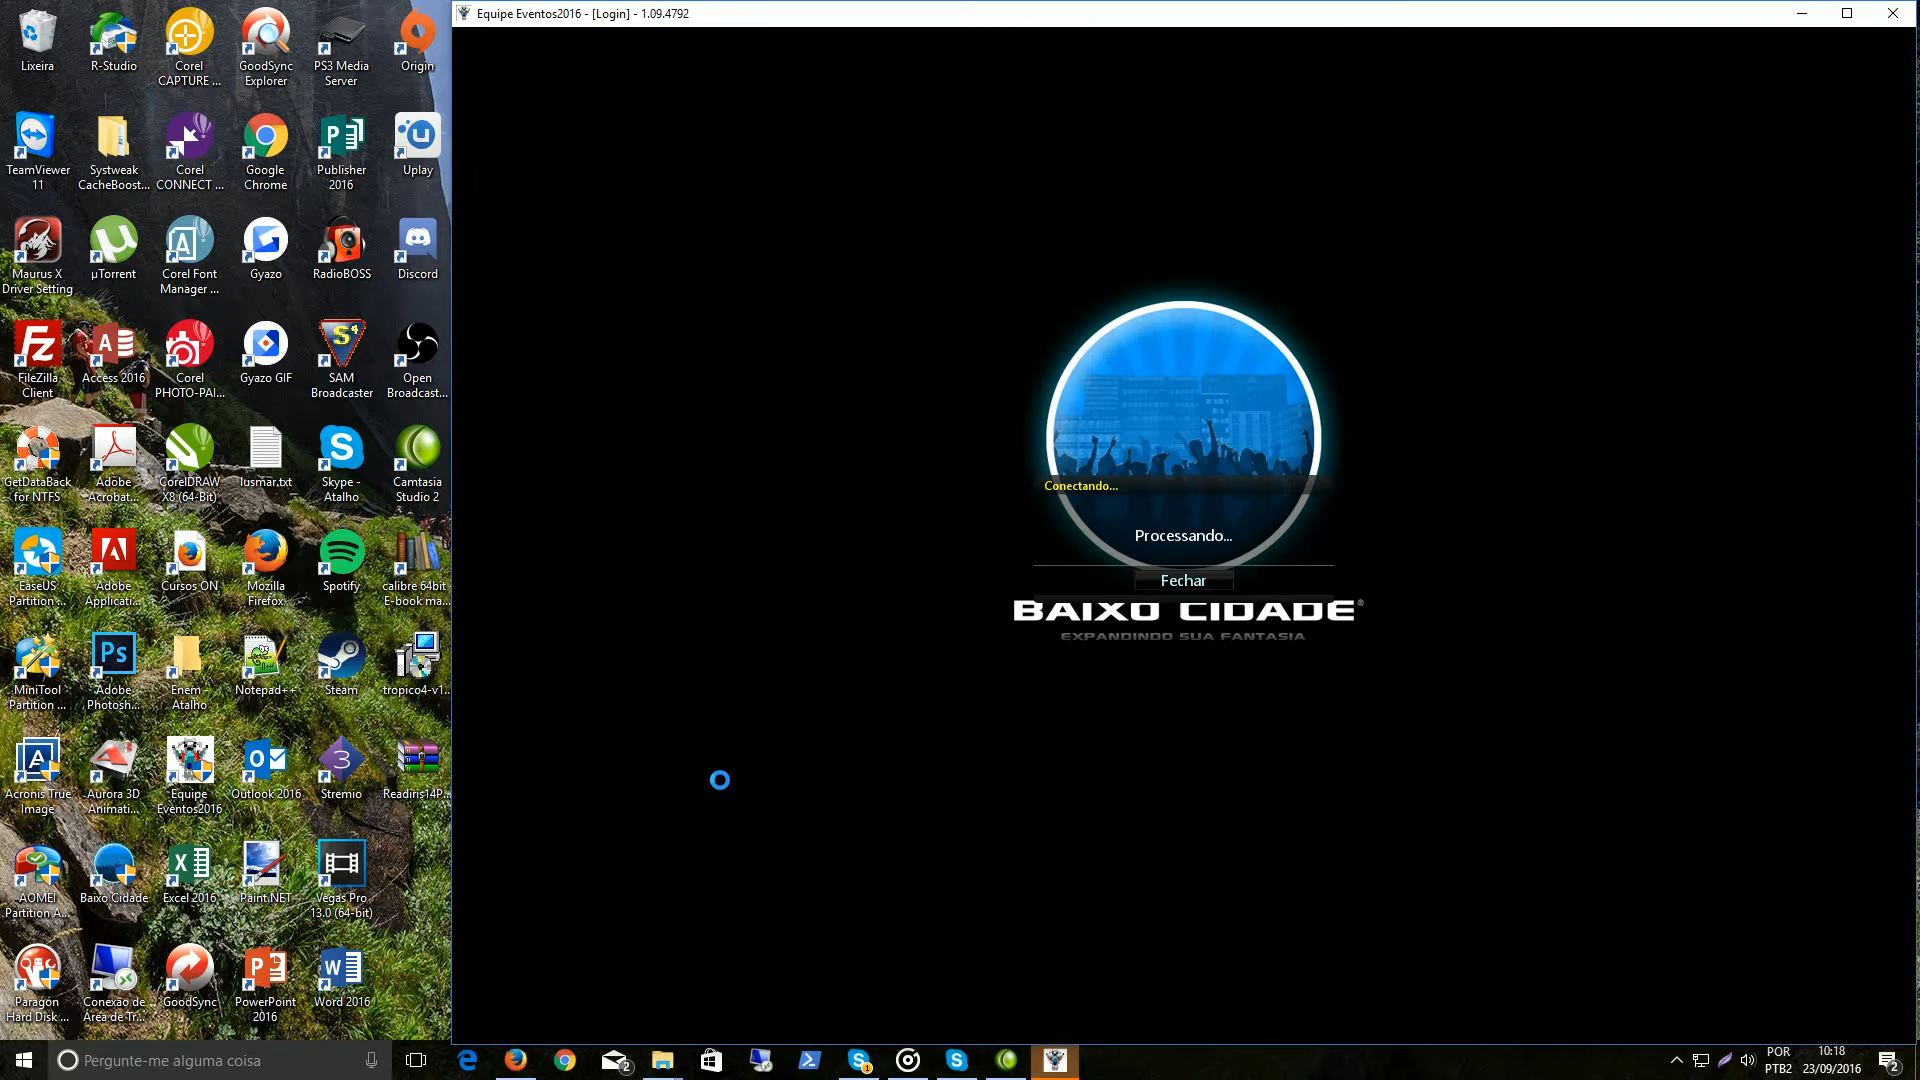 Equipe Eventos2016 - [Login] - 1.09.4792
Lixeira
R-Studio
Corel
CAPTURE ...
GoodSync
Explorer
PS3 Media
Server
Origin
TeamViewer
11
Systweak
CacheBoost...
Corel
CONNECT ...
Google
Chrome
Publisher
2016
Uplay
Maurus X
Driver Setting
µTorrent
Corel Font
Manager ...
Gyazo
RadioBOSS
Discord
FileZilla
Client
Access 2016
Corel
PHOTO-PAI...
Gyazo GIF
SAM
Broadcaster
Open
Broadcast...
GetDataBack
for NTFS
Adobe
Acrobat...
CorelDRAW
X8 (64-Bit)
lusmar.txt
Skype -
Atalho
Camtasia
Studio 2
EaseUS
Partition ...
Adobe
Applicati...
Cursos ON
Mozilla
Firefox
Spotify
calibre 64bit
E-book ma...
MiniTool
Partition ...
Adobe
Photosh...
Enem -
Atalho
Notepad++
Steam
tropico4-v1...
Acronis True
Image
Aurora 3D
Animati...
Equipe
Eventos2016
Outlook 2016
Stremio
Readiris14P...
AOMEI
Partition A...
Baixo Cidade
Excel 2016
Paint.NET
Vegas Pro
13.0 (64-bit)
Paragon
Hard Disk ...
Conexão de
Área de Tr...
GoodSync
PowerPoint
2016
Word 2016
Conectando...
Processando...
Fechar
BAIXO CIDADE®
EXPANDINDO SUA FANTASIA
Pergunte-me alguma coisa
2
1
POR
PTB2
10:18
23/09/2016
2